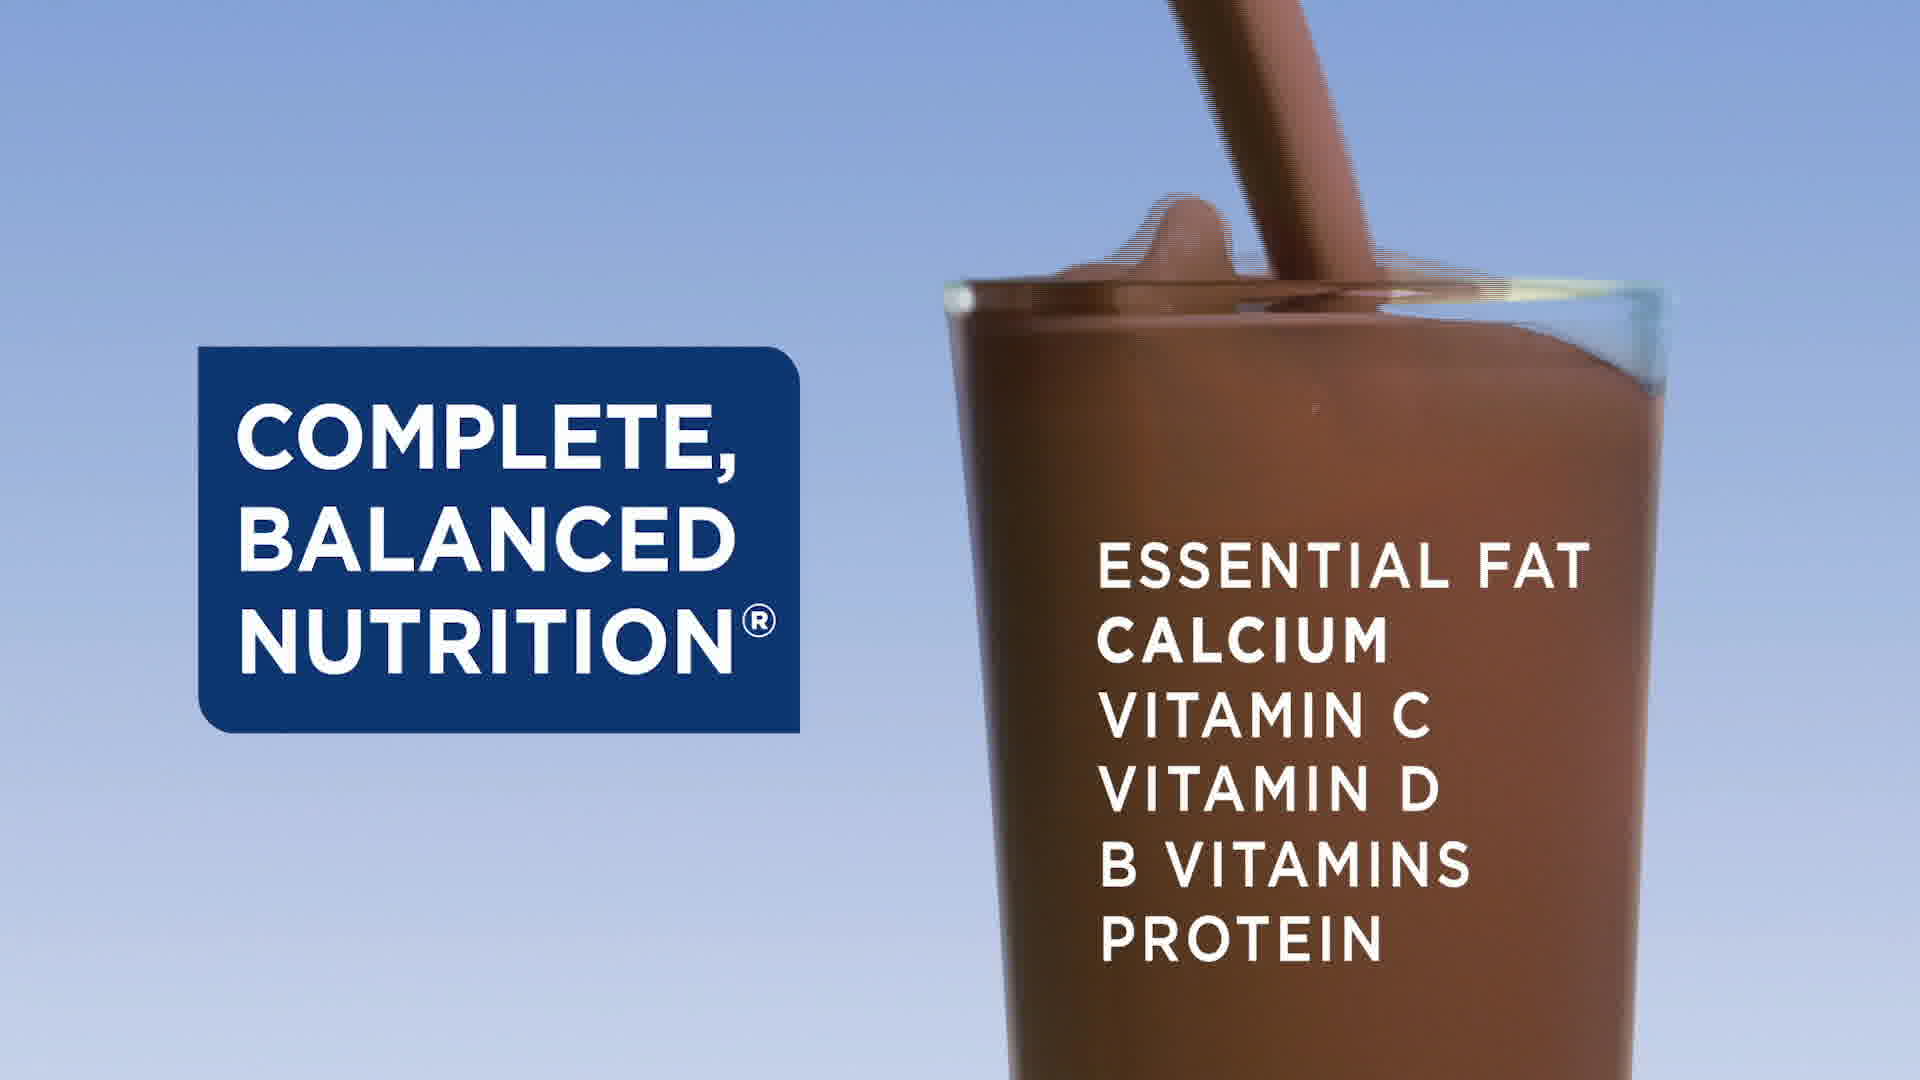 COMPLETE,
BALANCED
NUTRITION®
ESSENTIAL FAT
CALCIUM
VITAMIN C
VITAMIN D
B VITAMINS
PROTEIN